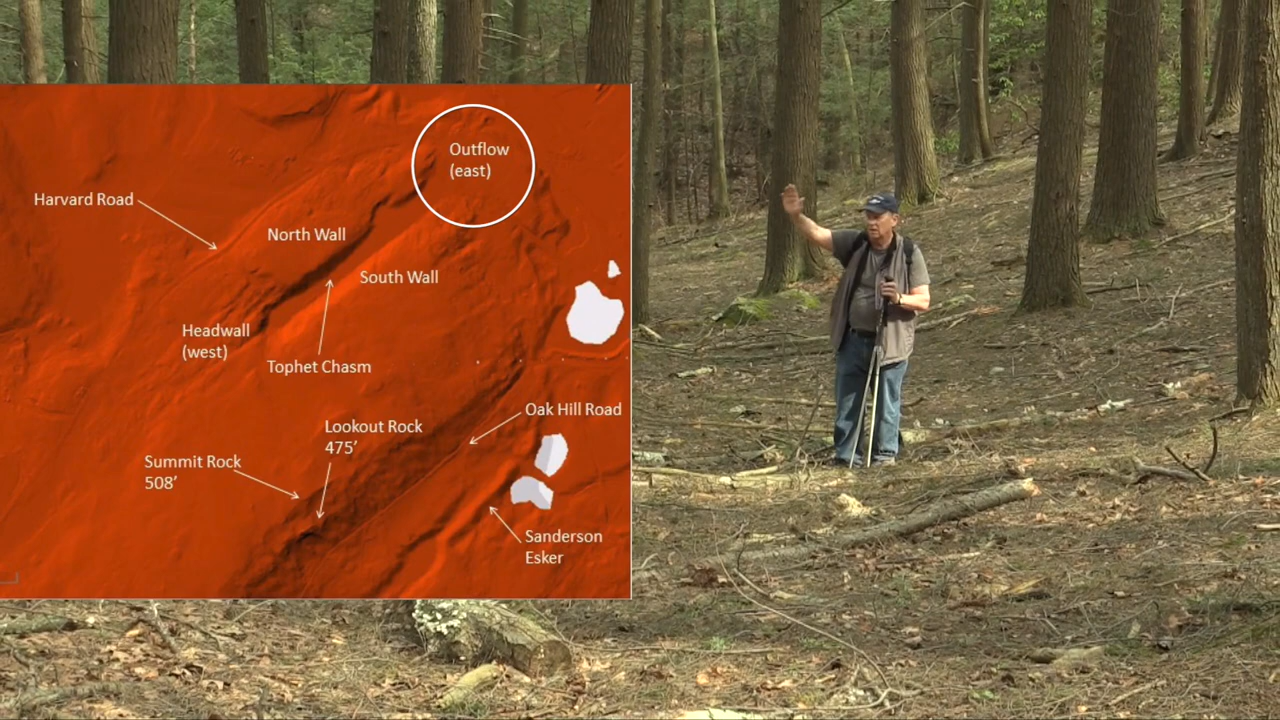 Outflow
(east)
Harvard Road
North Wall
South Wall
Headwall
(west)
Tophet Chasm
Oak Hill Road
Lookout Rock
475’
Summit Rock
508’
Sanderson
Esker